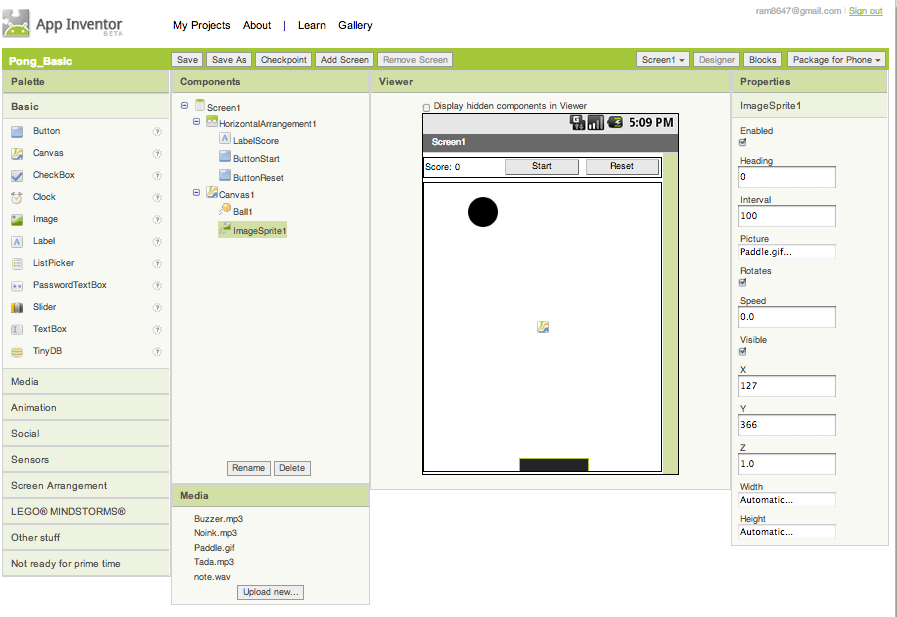 ram8647@gmail.com | Sign out
App Inventor
BETA
My Projects About | Learn Gallery
Pong_Basic
Save Save As Checkpoint Add Screen Remove Screen Screen1 Designer Blocks Package for Phone
Palette
Basic
Button ?
Canvas ?
CheckBox ?
Clock ?
Image ?
Label ?
ListPicker ?
PasswordTextBox ?
Slider ?
TextBox ?
TinyDB ?
Media
Animation
Social
Sensors
Screen Arrangement
LEGO® MINDSTORMS®
Other stuff
Not ready for prime time
Components
Screen1
HorizontalArrangement1
A LabelScore
ButtonStart
ButtonReset
Canvas1
Ball1
ImageSprite1
Rename Delete
Media
Buzzer.mp3
Noink.mp3
Paddle.gif
Tada.mp3
note.wav
Upload new...
Viewer
Display hidden components in Viewer
5:09 PM
Screen1
Score: 0 Start Reset
Properties
ImageSprite1
Enabled
Heading
0
Interval
100
Picture
Paddle.gif...
Rotates
Speed
0.0
Visible
X
127
Y
366
Z
1.0
Width
Automatic...
Height
Automatic...